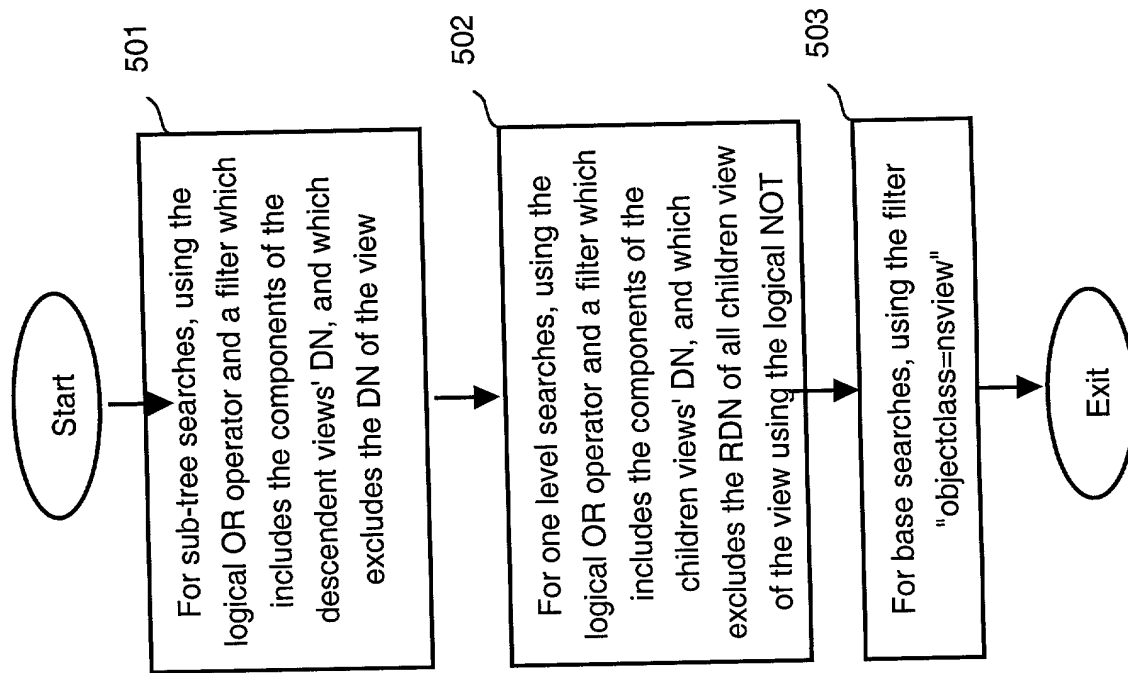 Start
501
For sub-tree searches, using the
logical OR operator and a filter which
includes the components of the
descendent views' DN, and which
excludes the DN of the view
502
For one level searches, using the
logical OR operator and a filter which
includes the components of the
children views' DN, and which
excludes the RDN of all children view
of the view using the logical NOT
503
For base searches, using the filter
"objectclass=nsview"
Exit